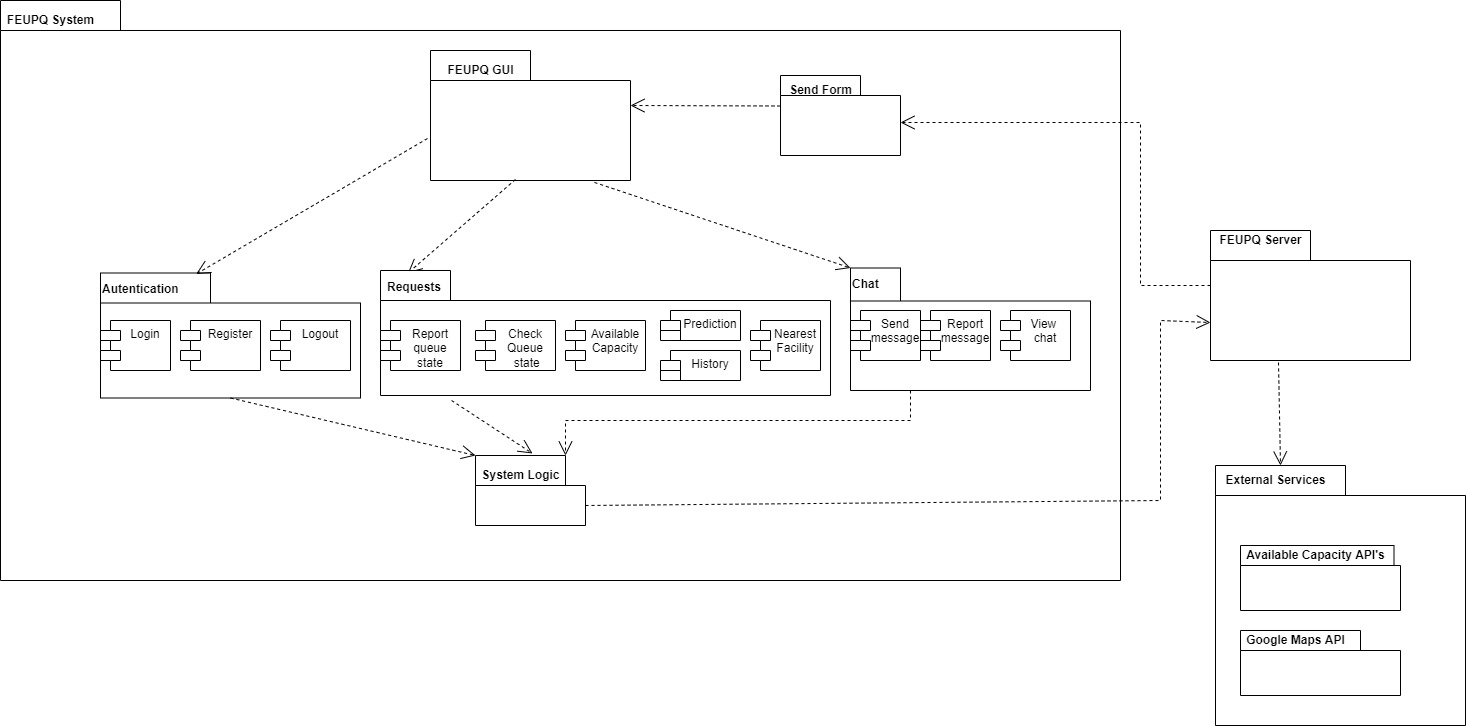 FEUPQ System
FEUPQ GUI
Send Form
FEUPQ Server
Autentication
Login
Register
Logout
Requests
Report
queue
state
Check
Queue
state
Available
Capacity
Prediction
History
Nearest
Facility
Chat
Send
message
Report
message
View
chat
System Logic
External Services
Available Capacity API's
Google Maps API